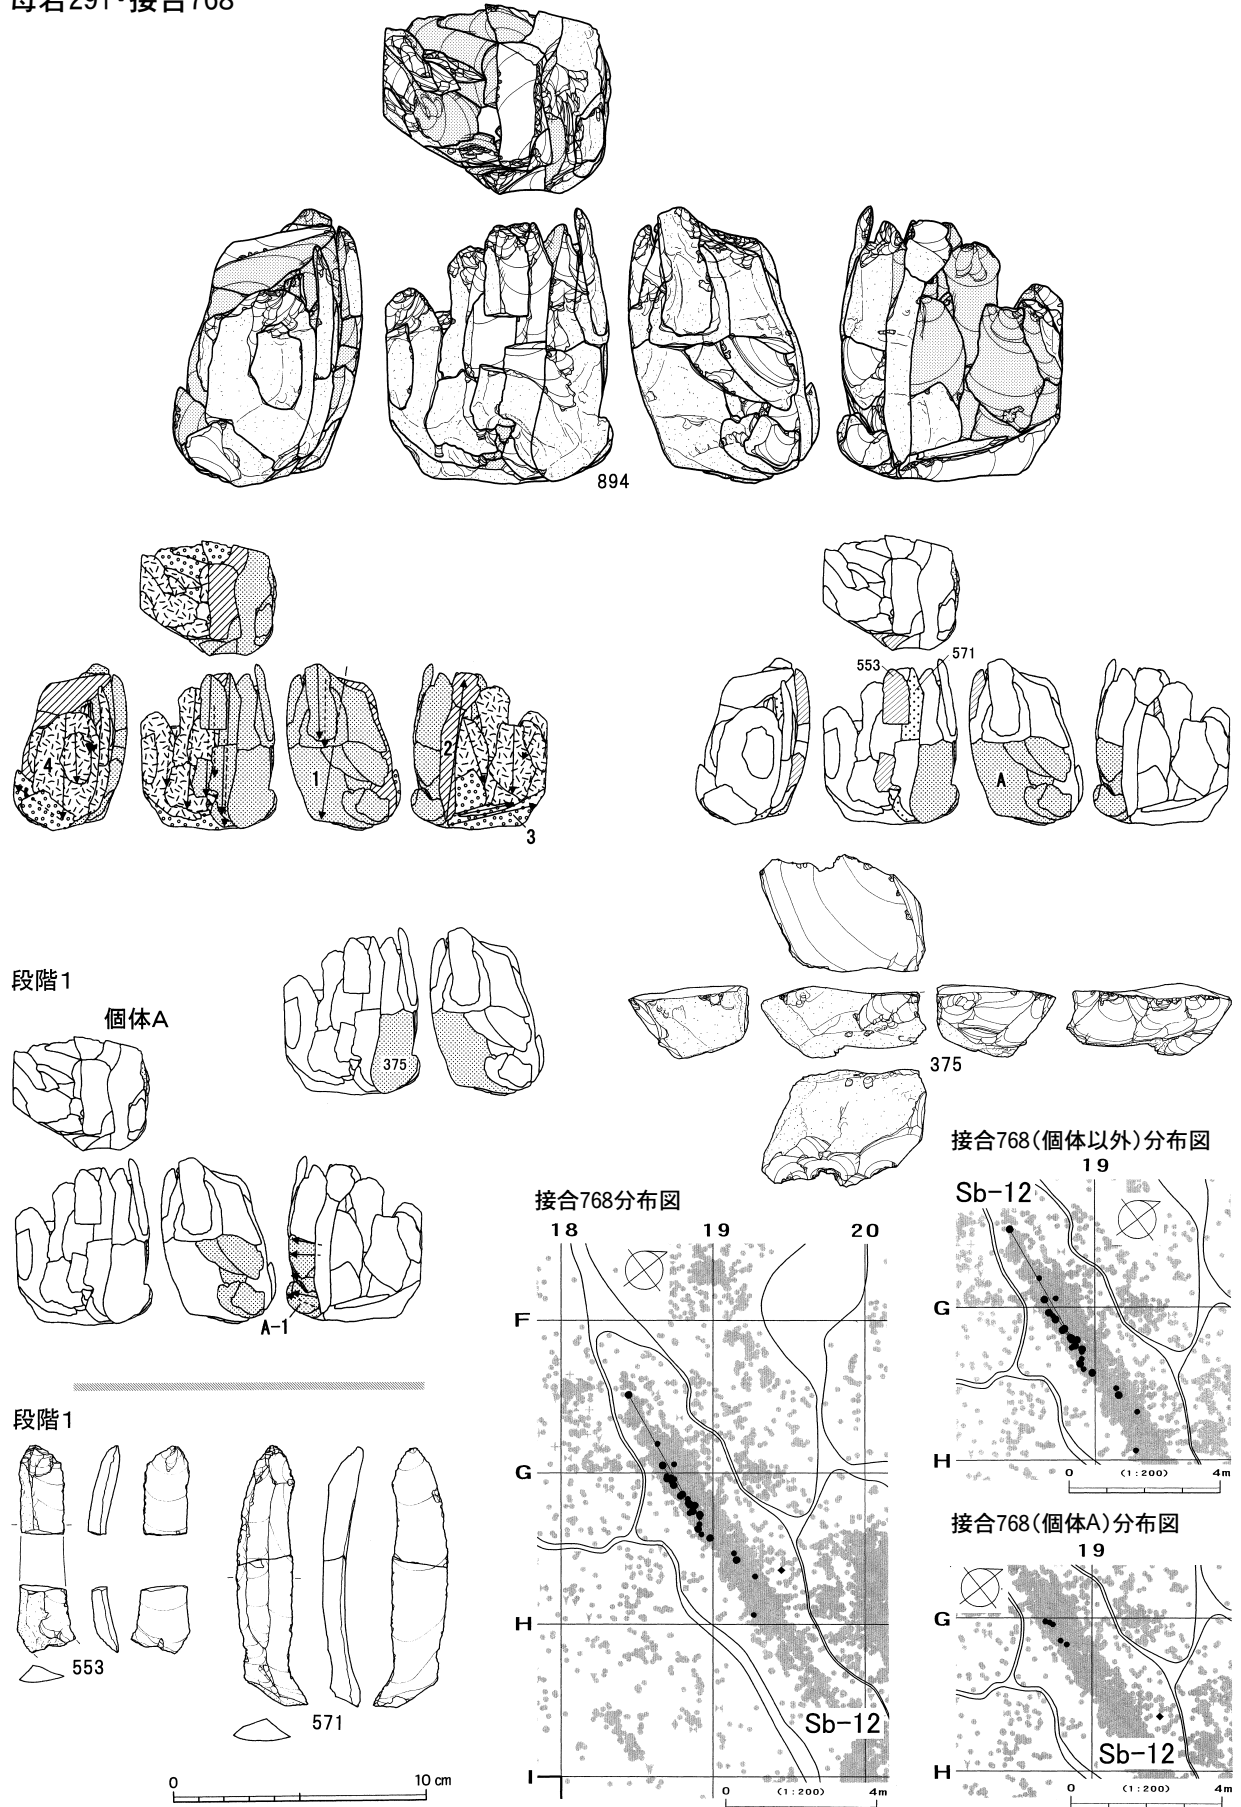 母岩291・接合768
894
553
571
4
1
2
3
A
段階1
個体A
375
375
A-1
接合768分布図
18 19 20
F
G
H
I
Sb-12
0 (1:200) 4m
接合768(個体以外)分布図
19
Sb-12
G
H
0 (1:200) 4m
接合768(個体A)分布図
19
G
Sb-12
H
0 (1:200) 4m
段階1
553
571
0 10 cm